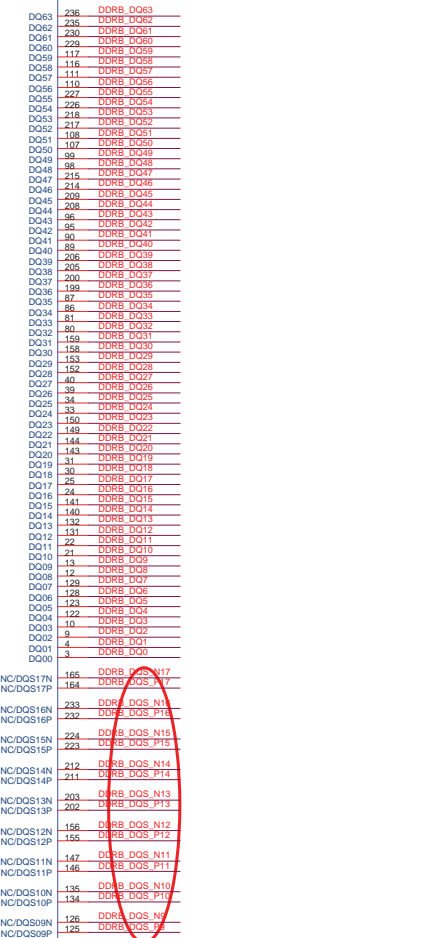 DQ63 236 DDRB_DQ63
DQ62 235 DDRB_DQ62
DQ61 230 DDRB_DQ61
DQ60 229 DDRB_DQ60
DQ59 117 DDRB_DQ59
DQ58 116 DDRB_DQ58
DQ57 111 DDRB_DQ57
DQ56 110 DDRB_DQ56
DQ55 227 DDRB_DQ55
DQ54 226 DDRB_DQ54
DQ53 218 DDRB_DQ53
DQ52 217 DDRB_DQ52
DQ51 108 DDRB_DQ51
DQ50 107 DDRB_DQ50
DQ49 99 DDRB_DQ49
DQ48 98 DDRB_DQ48
DQ47 215 DDRB_DQ47
DQ46 214 DDRB_DQ46
DQ45 209 DDRB_DQ45
DQ44 208 DDRB_DQ44
DQ43 96 DDRB_DQ43
DQ42 95 DDRB_DQ42
DQ41 90 DDRB_DQ41
DQ40 89 DDRB_DQ40
DQ39 206 DDRB_DQ39
DQ38 205 DDRB_DQ38
DQ37 200 DDRB_DQ37
DQ36 199 DDRB_DQ36
DQ35 87 DDRB_DQ35
DQ34 86 DDRB_DQ34
DQ33 81 DDRB_DQ33
DQ32 80 DDRB_DQ32
DQ31 159 DDRB_DQ31
DQ30 158 DDRB_DQ30
DQ29 153 DDRB_DQ29
DQ28 152 DDRB_DQ28
DQ27 40 DDRB_DQ27
DQ26 39 DDRB_DQ26
DQ25 34 DDRB_DQ25
DQ24 33 DDRB_DQ24
DQ23 150 DDRB_DQ23
DQ22 149 DDRB_DQ22
DQ21 144 DDRB_DQ21
DQ20 143 DDRB_DQ20
DQ19 31 DDRB_DQ19
DQ18 30 DDRB_DQ18
DQ17 25 DDRB_DQ17
DQ16 24 DDRB_DQ16
DQ15 141 DDRB_DQ15
DQ14 140 DDRB_DQ14
DQ13 132 DDRB_DQ13
DQ12 131 DDRB_DQ12
DQ11 22 DDRB_DQ11
DQ10 21 DDRB_DQ10
DQ09 13 DDRB_DQ9
DQ08 12 DDRB_DQ8
DQ07 129 DDRB_DQ7
DQ06 128 DDRB_DQ6
DQ05 123 DDRB_DQ5
DQ04 122 DDRB_DQ4
DQ03 10 DDRB_DQ3
DQ02 9 DDRB_DQ2
DQ01 4 DDRB_DQ1
DQ00 3 DDRB_DQ0
NC/DQS17N 165 DDRB_DQS_N17
NC/DQS17P 164 DDRB_DQS_P17
NC/DQS16N 233 DDRB_DQS_N16
NC/DQS16P 232 DDRB_DQS_P16
NC/DQS15N 224 DDRB_DQS_N15
NC/DQS15P 223 DDRB_DQS_P15
NC/DQS14N 212 DDRB_DQS_N14
NC/DQS14P 211 DDRB_DQS_P14
NC/DQS13N 203 DDRB_DQS_N13
NC/DQS13P 202 DDRB_DQS_P13
NC/DQS12N 156 DDRB_DQS_N12
NC/DQS12P 155 DDRB_DQS_P12
NC/DQS11N 147 DDRB_DQS_N11
NC/DQS11P 146 DDRB_DQS_P11
NC/DQS10N 135 DDRB_DQS_N10
NC/DQS10P 134 DDRB_DQS_P10
NC/DQS09N 126 DDRB_DQS_N9
NC/DQS09P 125 DDRB_DQS_P9